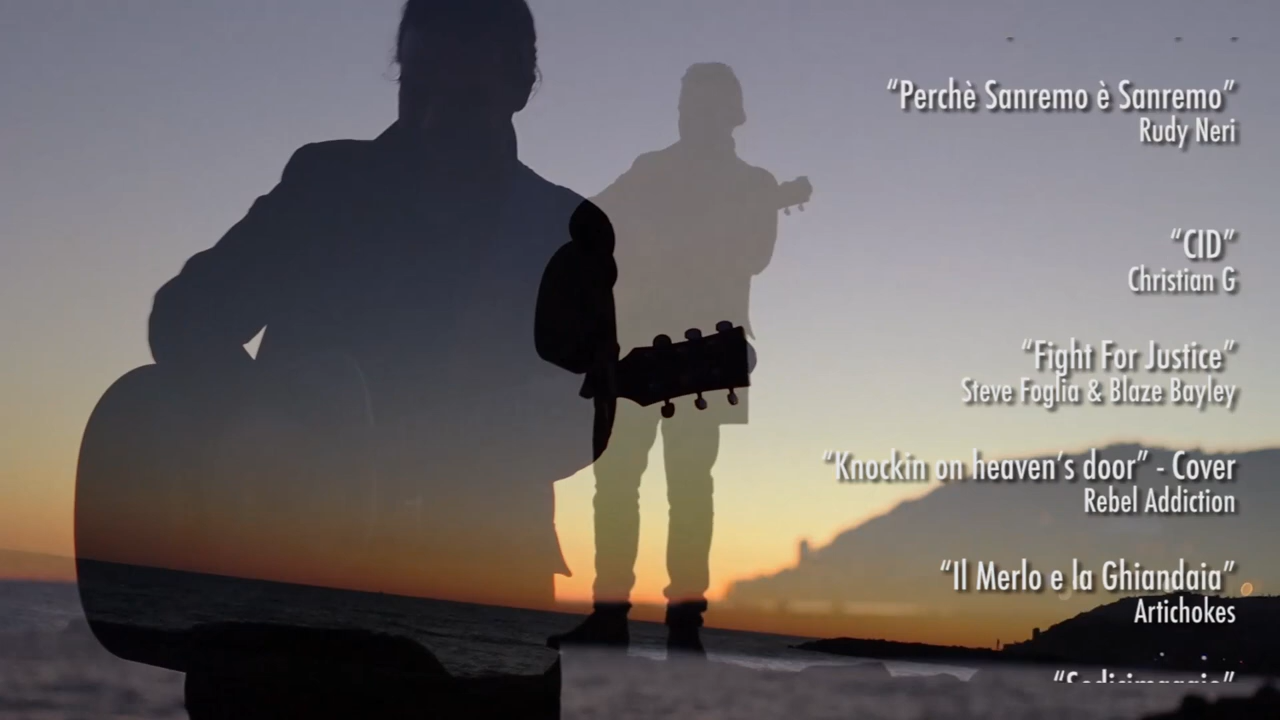 “Perchè Sanremo è Sanremo”
Rudy Neri
“CID”
Christian G
“Fight For Justice”
Steve Foglia & Blaze Bayley
“Knockin on heaven’s door” - Cover
Rebel Addiction
“Il Merlo e la Ghiandaia”
Artichokes